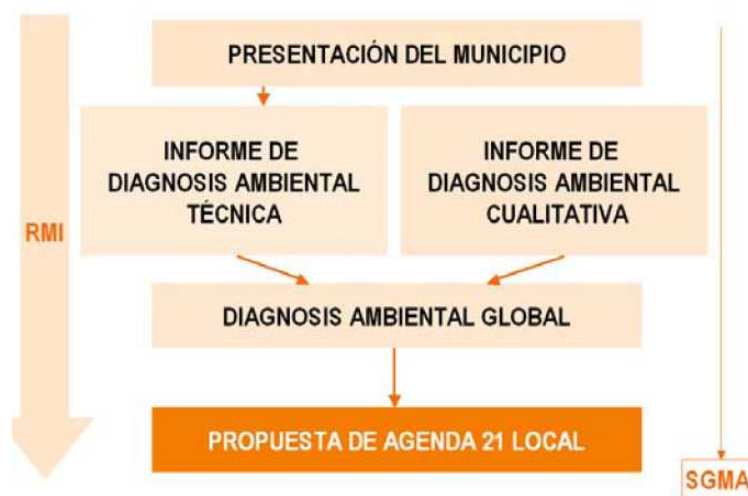 PRESENTACIÓN DEL MUNICIPIO
INFORME DE
DIAGNOSIS AMBIENTAL
TÉCNICA
INFORME DE
DIAGNOSIS AMBIENTAL
CUALITATIVA
RMI
DIAGNOSIS AMBIENTAL GLOBAL
PROPUESTA DE AGENDA 21 LOCAL
SGMA